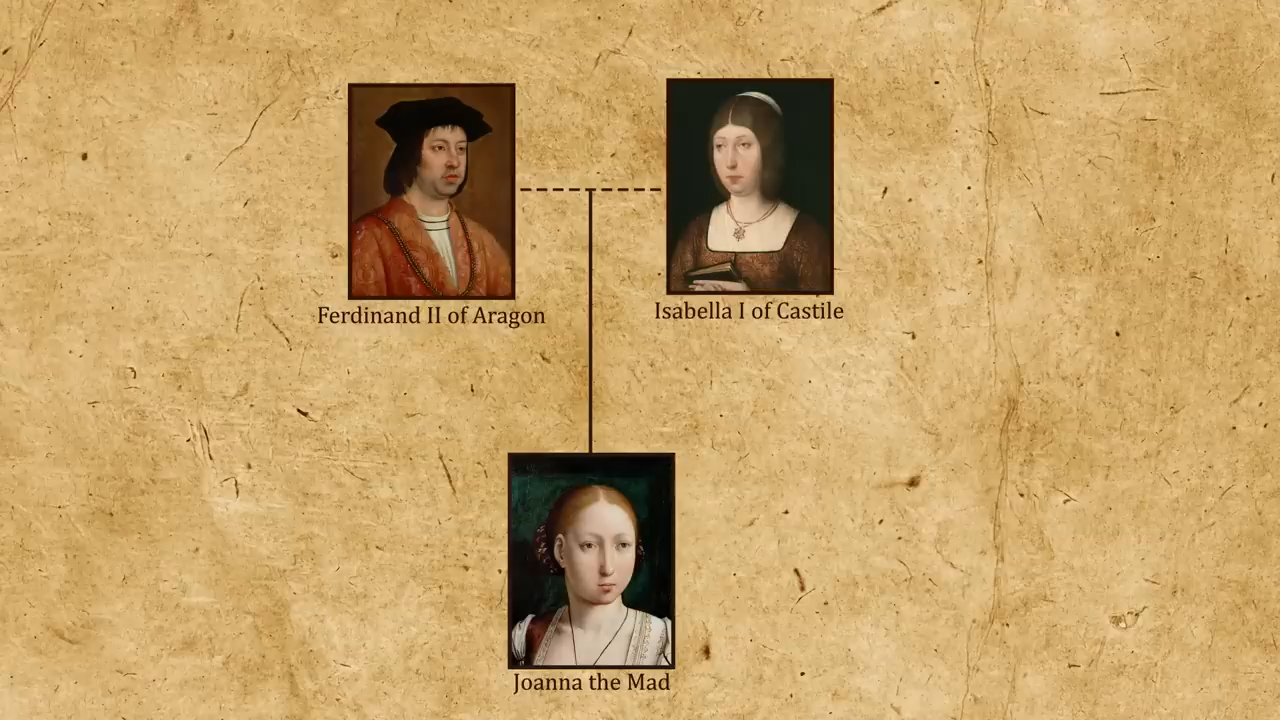 Ferdinand II of Aragon
Isabella I of Castile
Joanna the Mad